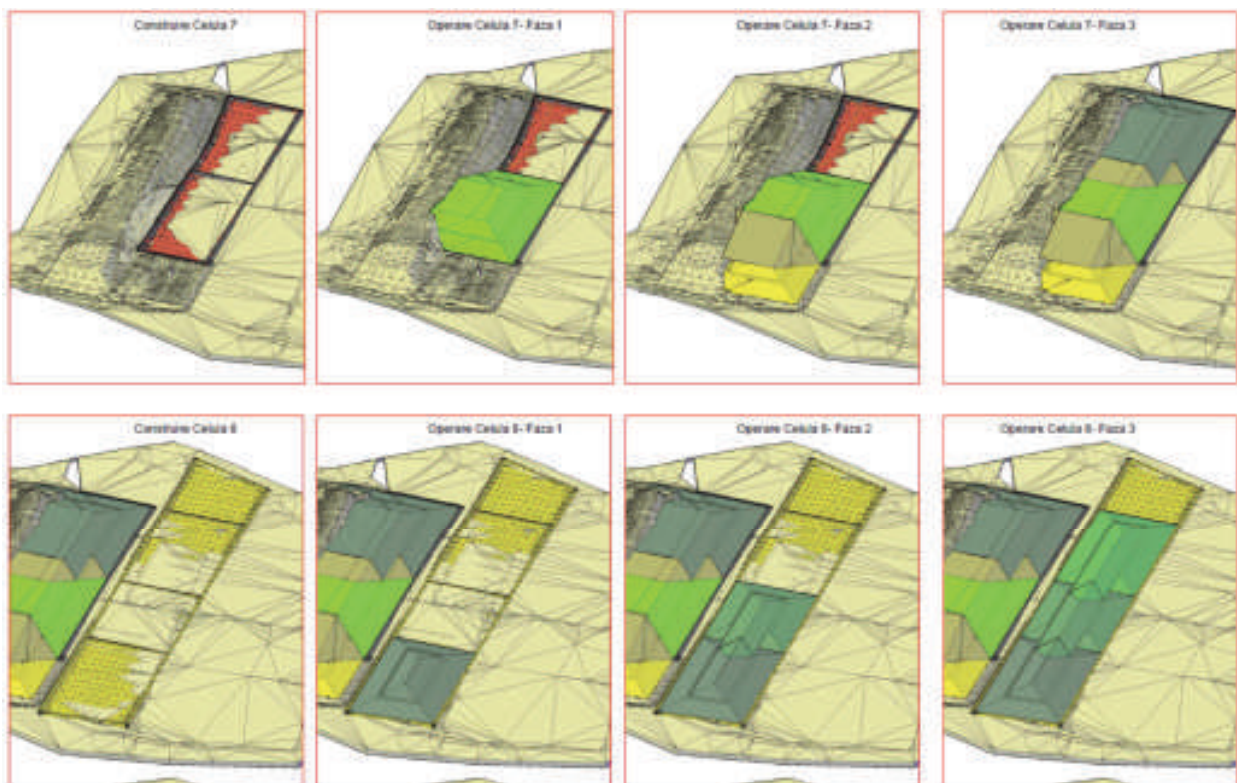 Construire Celula 7
Operare Celula 7- Faza 1
Operare Celula 7- Faza 2
Operare Celula 7- Faza 3
Construire Celula 8
Operare Celula 8- Faza 1
Operare Celula 8- Faza 2
Operare Celula 8- Faza 3